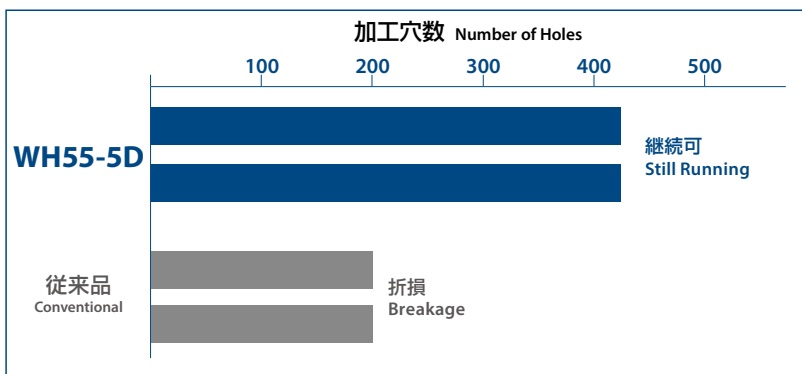 加工穴数 Number of Holes
100 200 300 400 500
WH55-5D
継続可
Still Running
従来品
Conventional
折損
Breakage